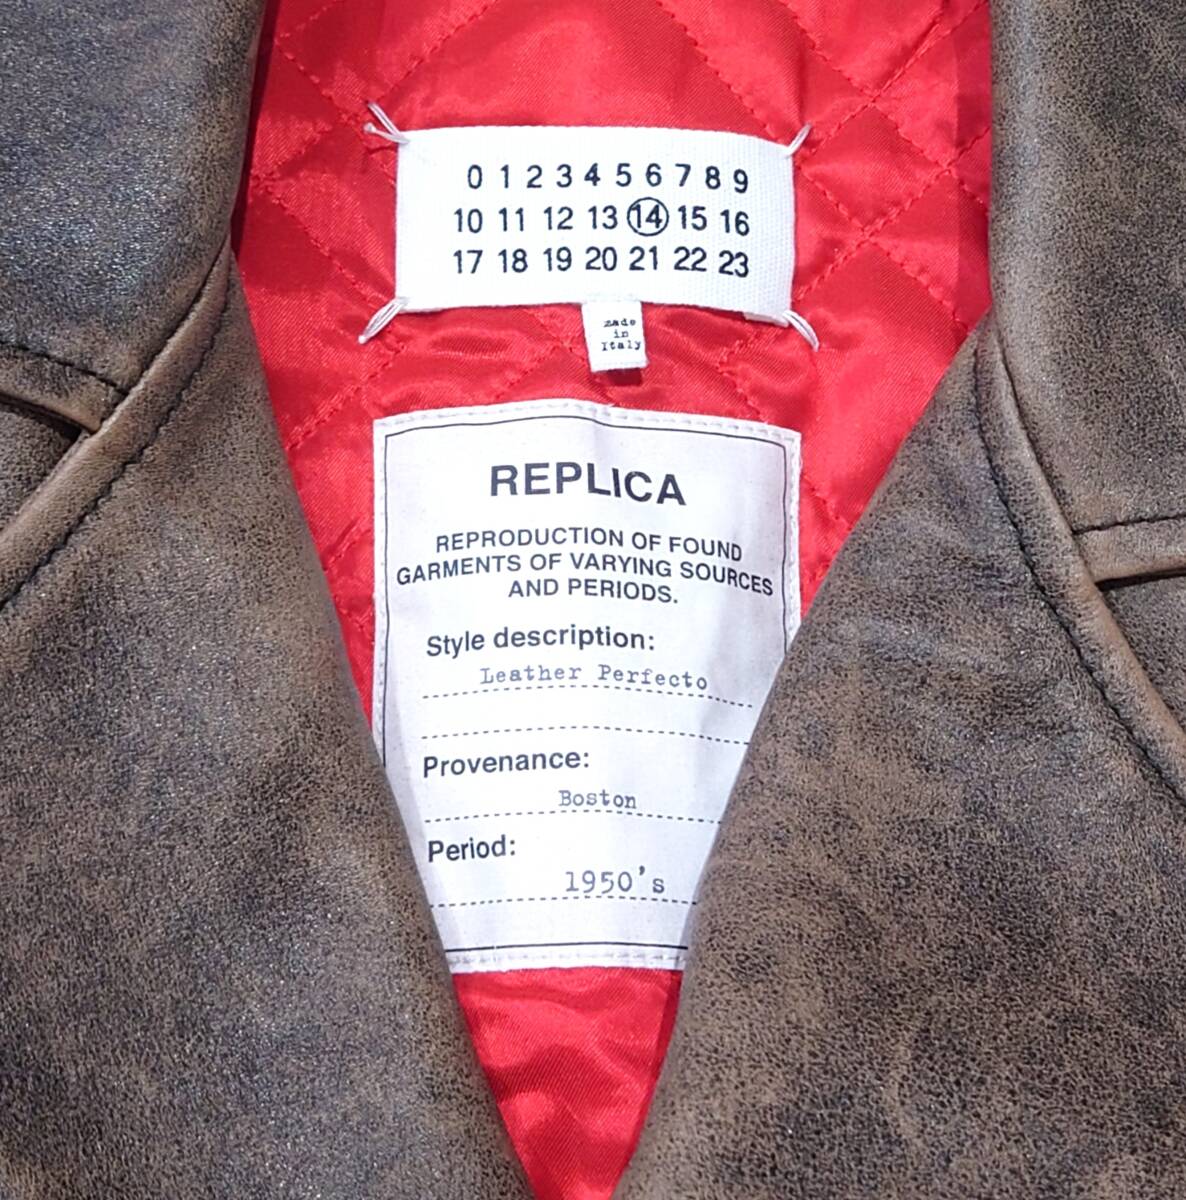 0 1 2 3 4 5 6 7 8 9
10 11 12 13 14 15 16
17 18 19 20 21 22 23
made
in
Italy
REPLICA
REPRODUCTION OF FOUND
GARMENTS OF VARYING SOURCES
AND PERIODS.
Style description:
Leather Perfecto
Provenance:
Boston
Period:
1950's